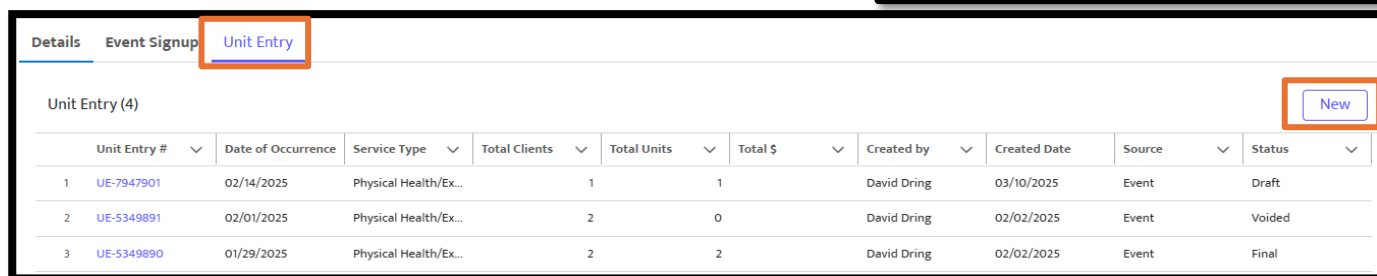 Details Event Signup Unit Entry
Unit Entry (4) New
Unit Entry # Date of Occurrence Service Type Total Clients Total Units Total $ Created by Created Date Source Status
1 UE-7947901 02/14/2025 Physical Health/Ex... 1 1 David Dring 03/10/2025 Event Draft
2 UE-5349891 02/01/2025 Physical Health/Ex... 2 0 David Dring 02/02/2025 Event Voided
3 UE-5349890 01/29/2025 Physical Health/Ex... 2 2 David Dring 02/02/2025 Event Final